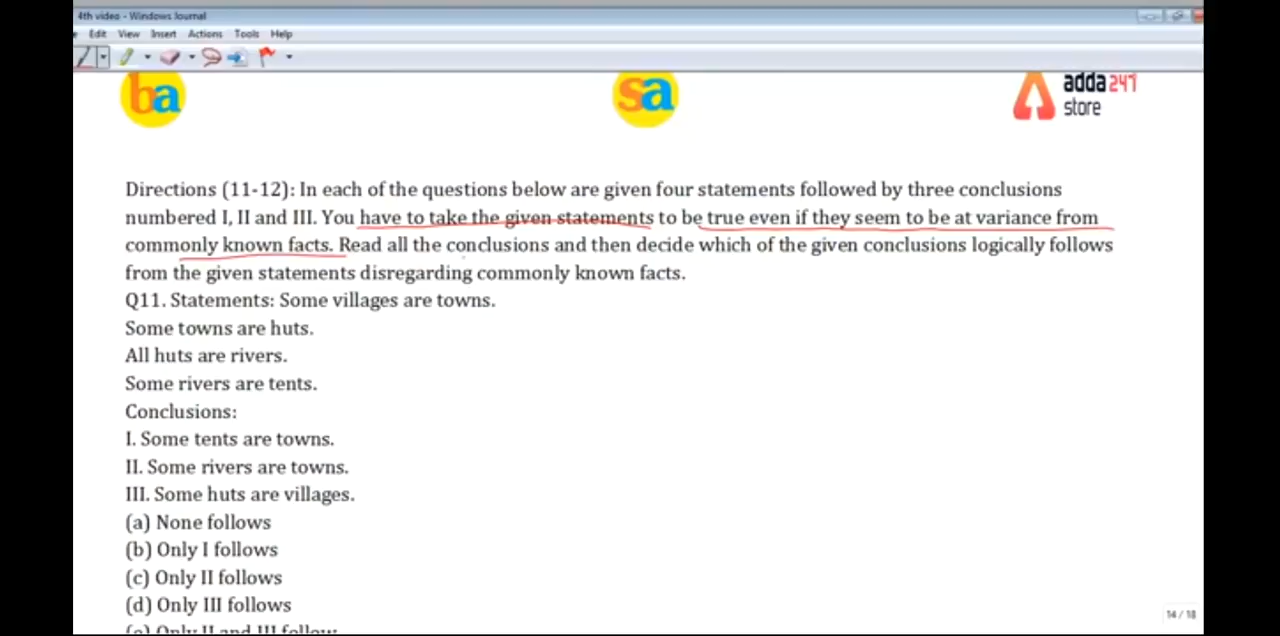 4th video - Windows Journal
Edit View Insert Actions Tools Help
ba
sa
adda247
store
Directions (11-12): In each of the questions below are given four statements followed by three conclusions
numbered I, II and III. You have to take the given statements to be true even if they seem to be at variance from
commonly known facts. Read all the conclusions and then decide which of the given conclusions logically follows
from the given statements disregarding commonly known facts.
Q11. Statements: Some villages are towns.
Some towns are huts.
All huts are rivers.
Some rivers are tents.
Conclusions:
I. Some tents are towns.
II. Some rivers are towns.
III. Some huts are villages.
(a) None follows
(b) Only I follows
(c) Only II follows
(d) Only III follows
(e) Only II and III follow
14 / 18